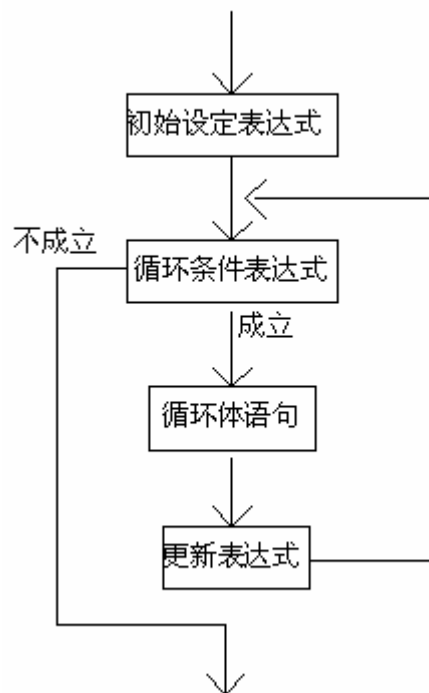 初始设定表达式
不成立
循环条件表达式
成立
循环体语句
更新表达式